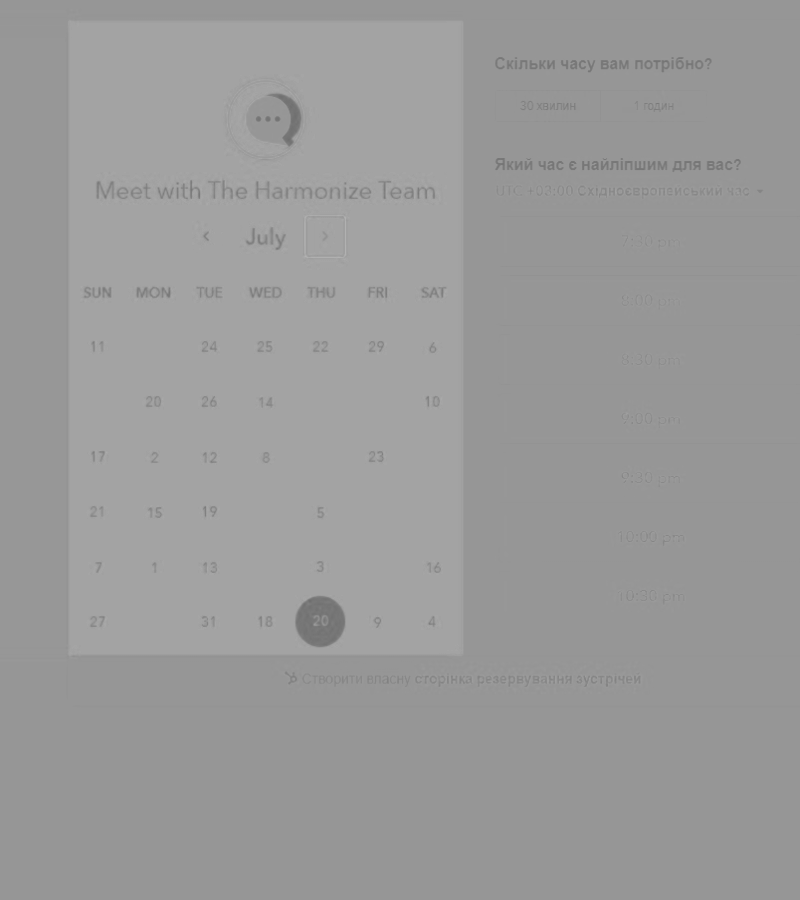 Meet with The Harmonize Team
July
SUN MON TUE WED THU FRI SAT
11 24 25 22 29 6
20 26 14 10
17 2 12 8 23
21 15 19 5
7 1 13 3 16
27 31 18 20 9 4
Скільки часу вам потрібно?
30 хвилин 1 годин
Який час є найліпшим для вас?
UTC +03:00 Східноєвропейський час
7:30 pm
8:00 pm
8:30 pm
9:00 pm
9:30 pm
10:00 pm
10:30 pm
Створити власну сторінка резервування зустрічей